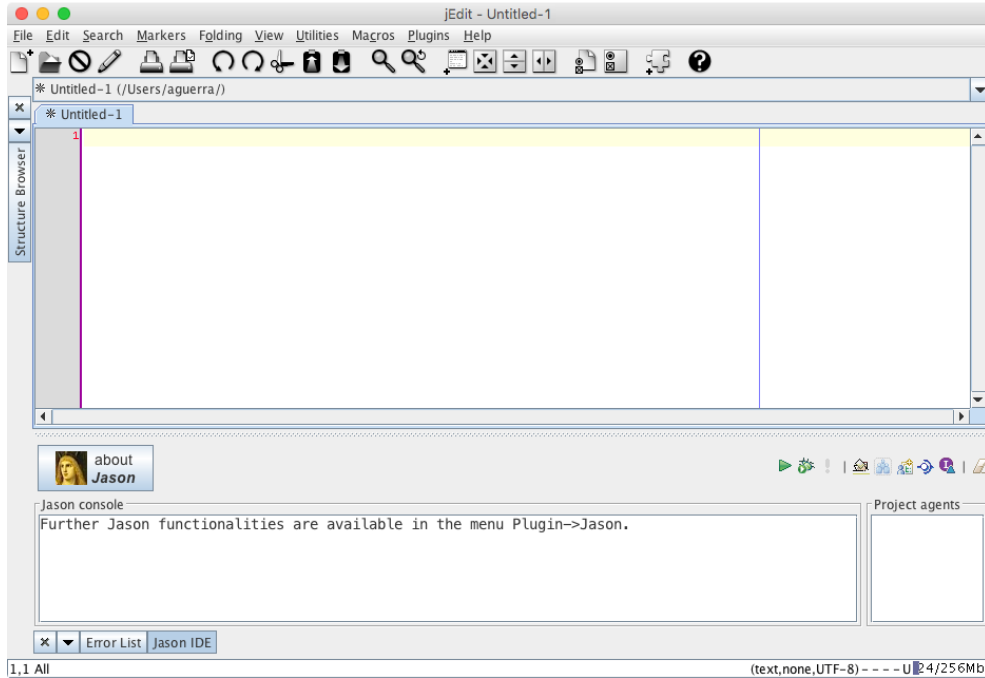 jEdit - Untitled-1
File Edit Search Markers Folding View Utilities Macros Plugins Help
* Untitled-1 (/Users/aguerra/)
* Untitled-1
1
Structure Browser
about
Jason
Jason console
Project agents
Further Jason functionalities are available in the menu Plugin->Jason.
Error List Jason IDE
1,1 All
(text,none,UTF-8) - - - - U 24/256Mb